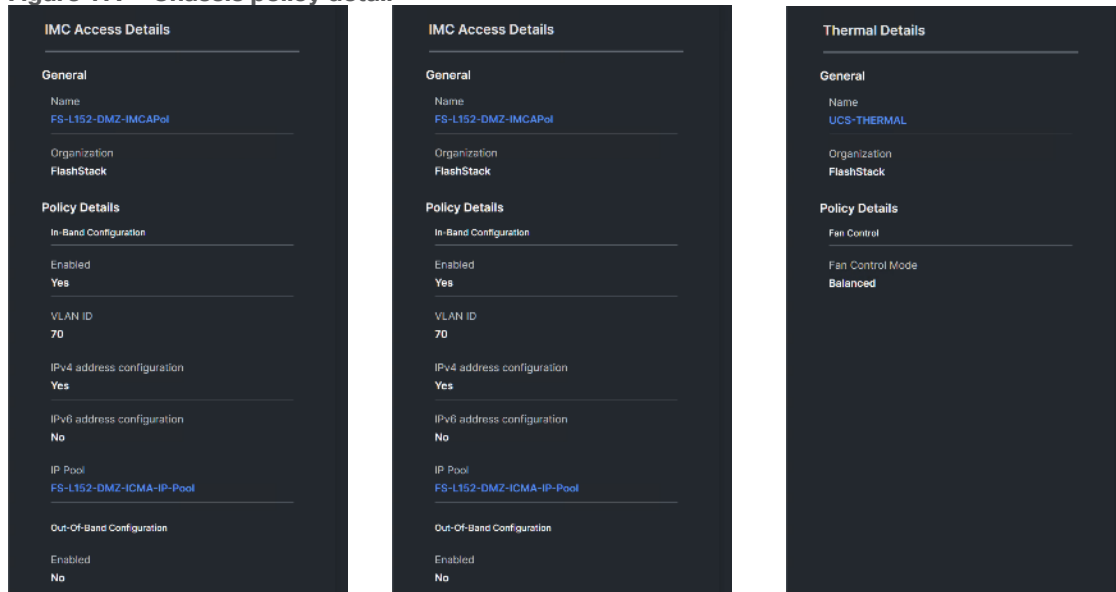 IMC Access Details
General
Name
FS-L152-DMZ-IMCAPol
Organization
FlashStack
Policy Details
In-Band Configuration
Enabled
Yes
VLAN ID
70
IPv4 address configuration
Yes
IPv6 address configuration
No
IP Pool
FS-L152-DMZ-ICMA-IP-Pool
Out-Of-Band Configuration
Enabled
No
IMC Access Details
General
Name
FS-L152-DMZ-IMCAPol
Organization
FlashStack
Policy Details
In-Band Configuration
Enabled
Yes
VLAN ID
70
IPv4 address configuration
Yes
IPv6 address configuration
No
IP Pool
FS-L152-DMZ-ICMA-IP-Pool
Out-Of-Band Configuration
Enabled
No
Thermal Details
General
Name
UCS-THERMAL
Organization
FlashStack
Policy Details
Fan Control
Fan Control Mode
Balanced